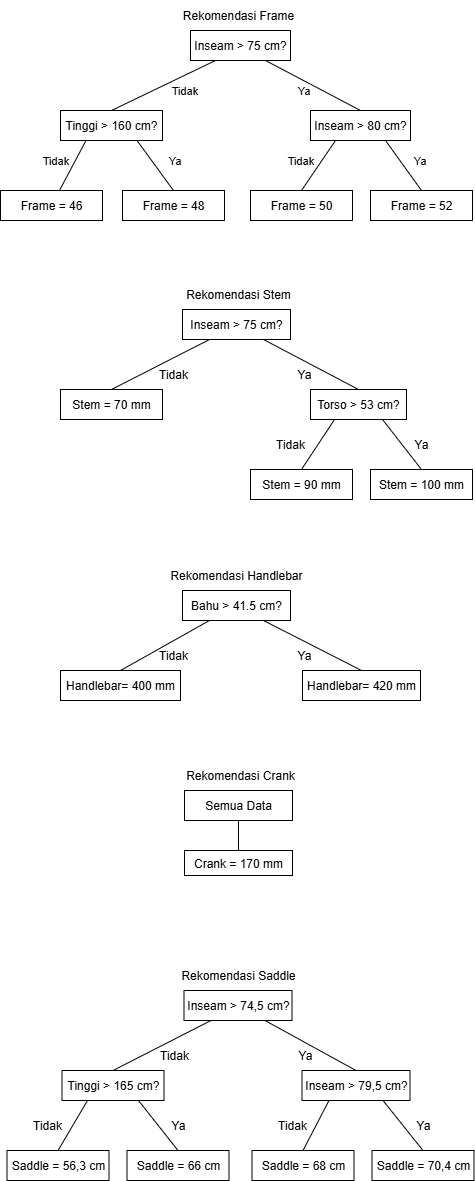 Rekomendasi Frame
Inseam > 75 cm?
Tidak
Ya
Tinggi > 160 cm?
Inseam > 80 cm?
Tidak
Ya
Tidak
Ya
Frame = 46
Frame = 48
Frame = 50
Frame = 52
Rekomendasi Stem
Inseam > 75 cm?
Tidak
Ya
Stem = 70 mm
Torso > 53 cm?
Tidak
Ya
Stem = 90 mm
Stem = 100 mm
Rekomendasi Handlebar
Bahu > 41.5 cm?
Tidak
Ya
Handlebar= 400 mm
Handlebar= 420 mm
Rekomendasi Crank
Semua Data
Crank = 170 mm
Rekomendasi Saddle
Inseam > 74,5 cm?
Tidak
Ya
Tinggi > 165 cm?
Inseam > 79,5 cm?
Tidak
Ya
Tidak
Ya
Saddle = 56,3 cm
Saddle = 66 cm
Saddle = 68 cm
Saddle = 70,4 cm